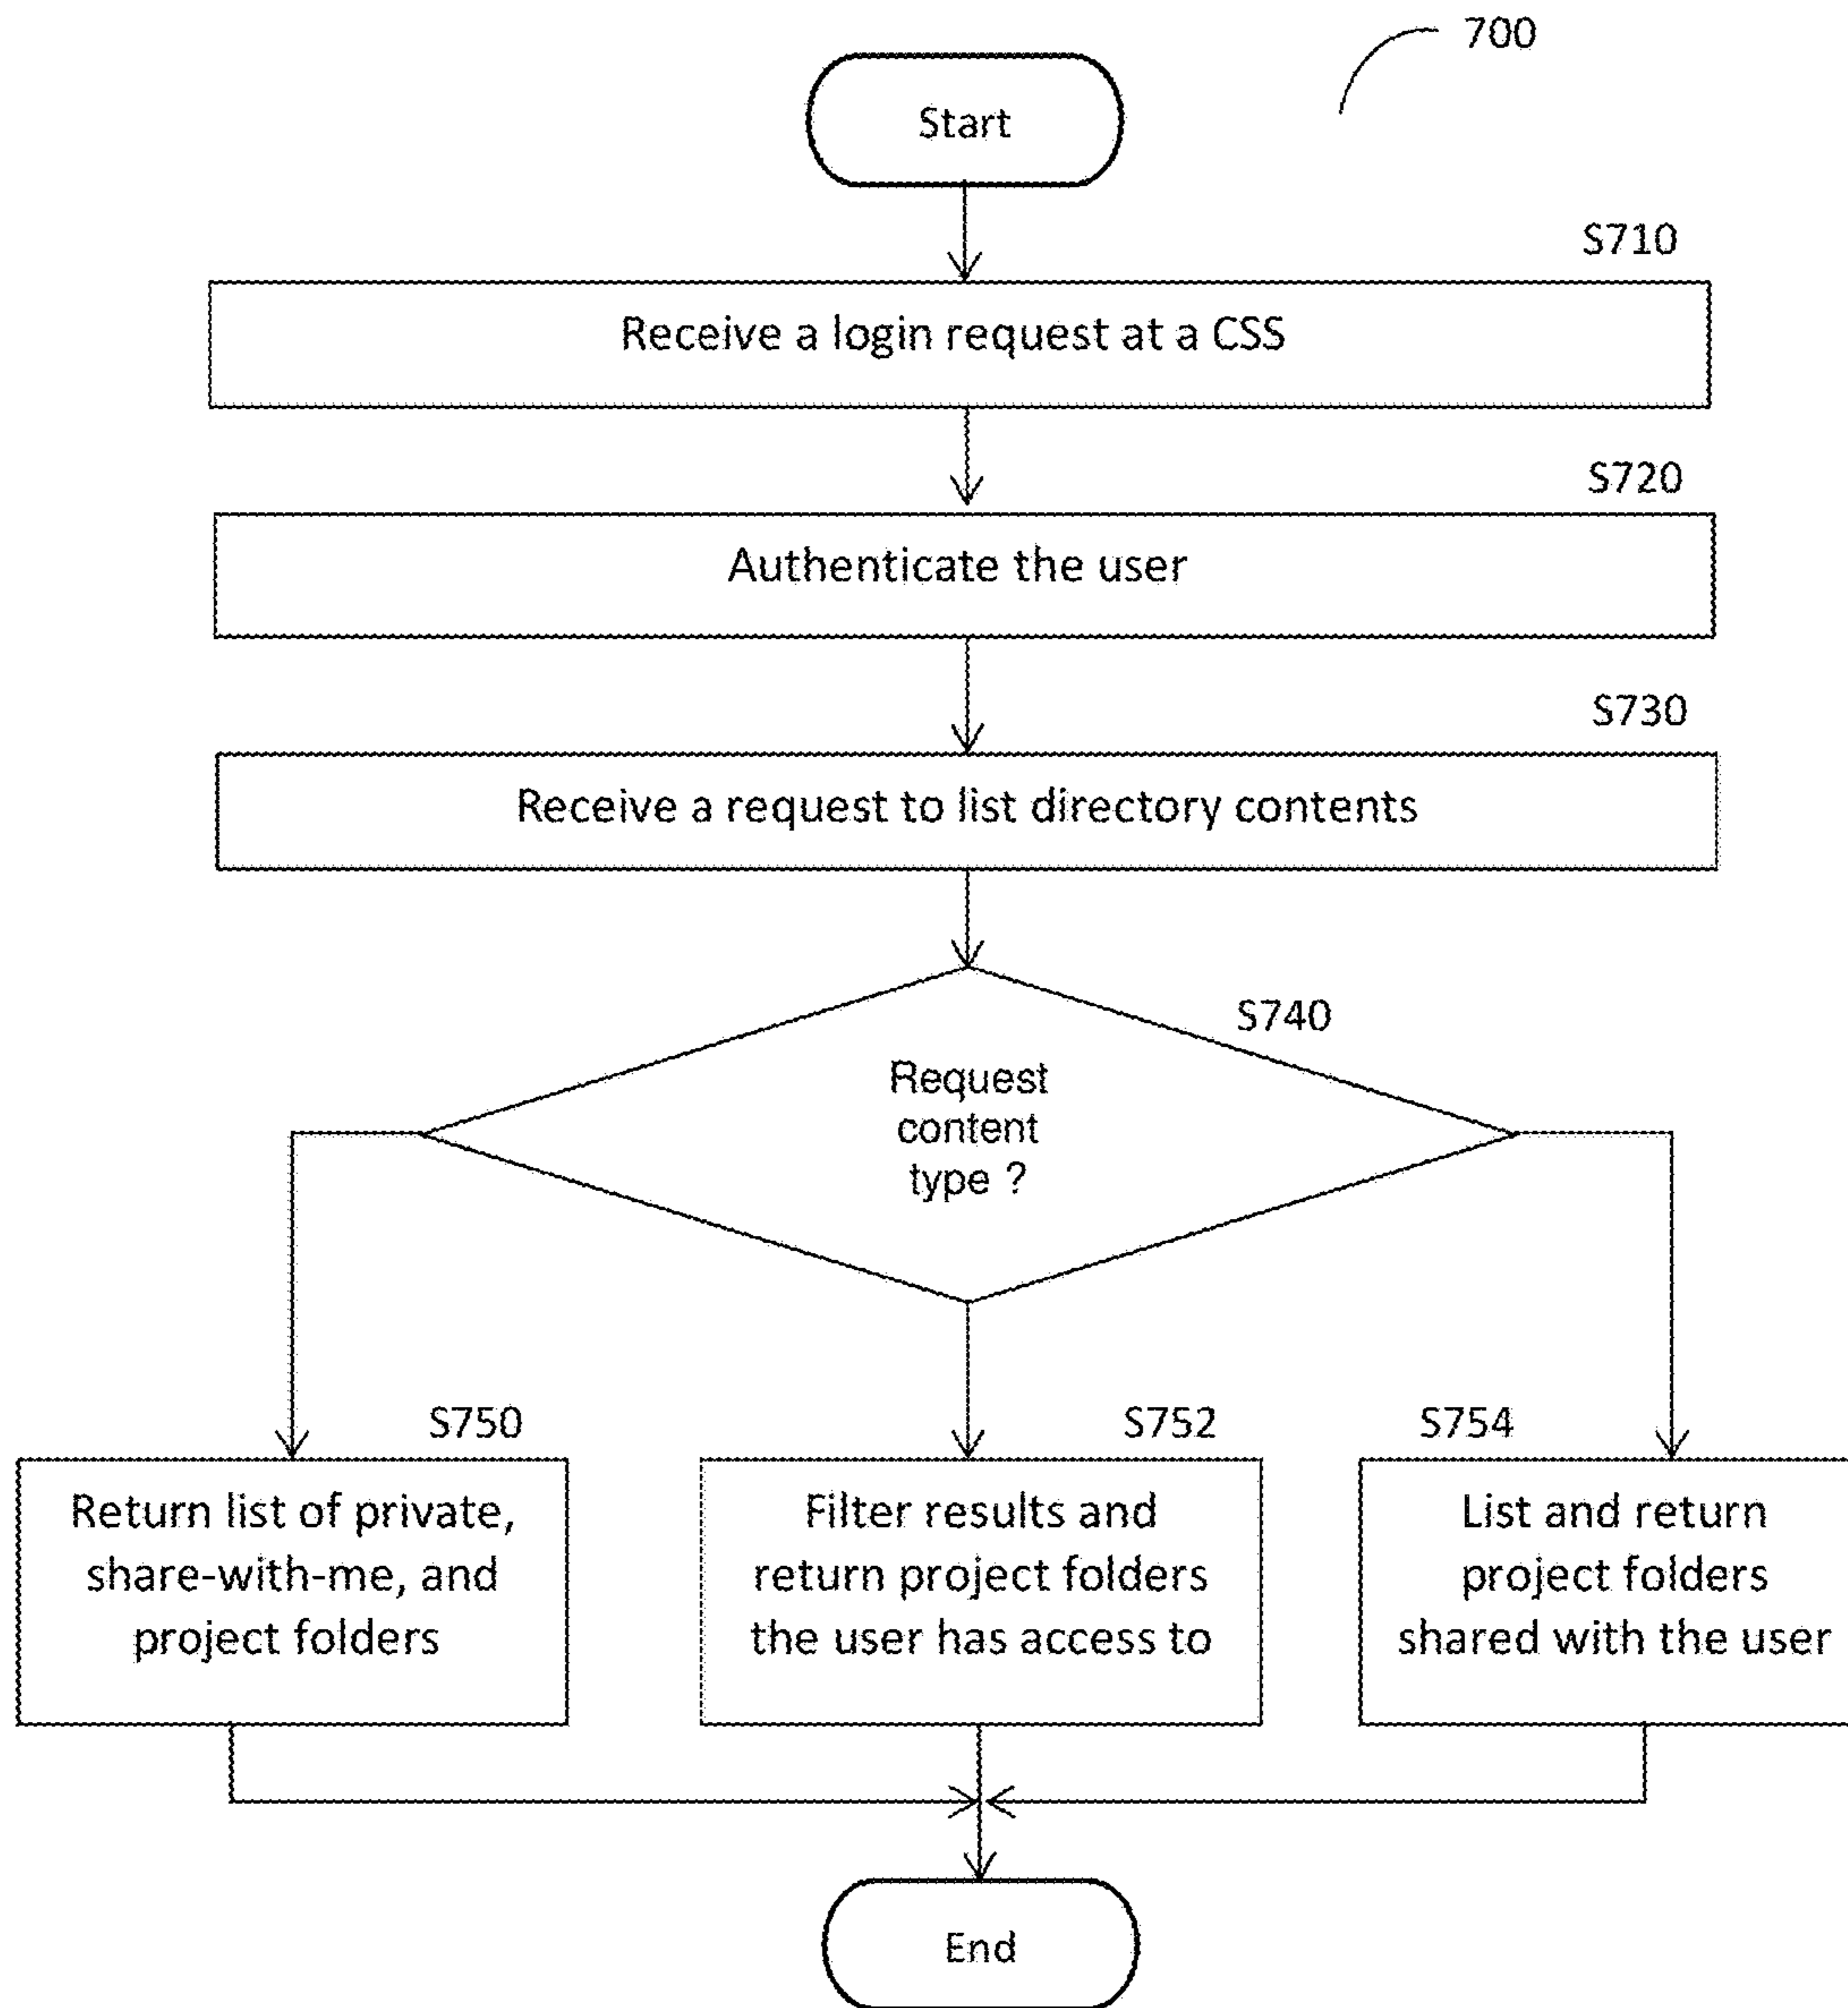 700
Start
S710
Receive a login request at a CSS
S720
Authenticate the user
S730
Receive a request to list directory contents
S740
Request
content
type ?
S750
Return list of private,
share-with-me, and
project folders
S752
Filter results and
return project folders
the user has access to
S754
List and return
project folders
shared with the user
End